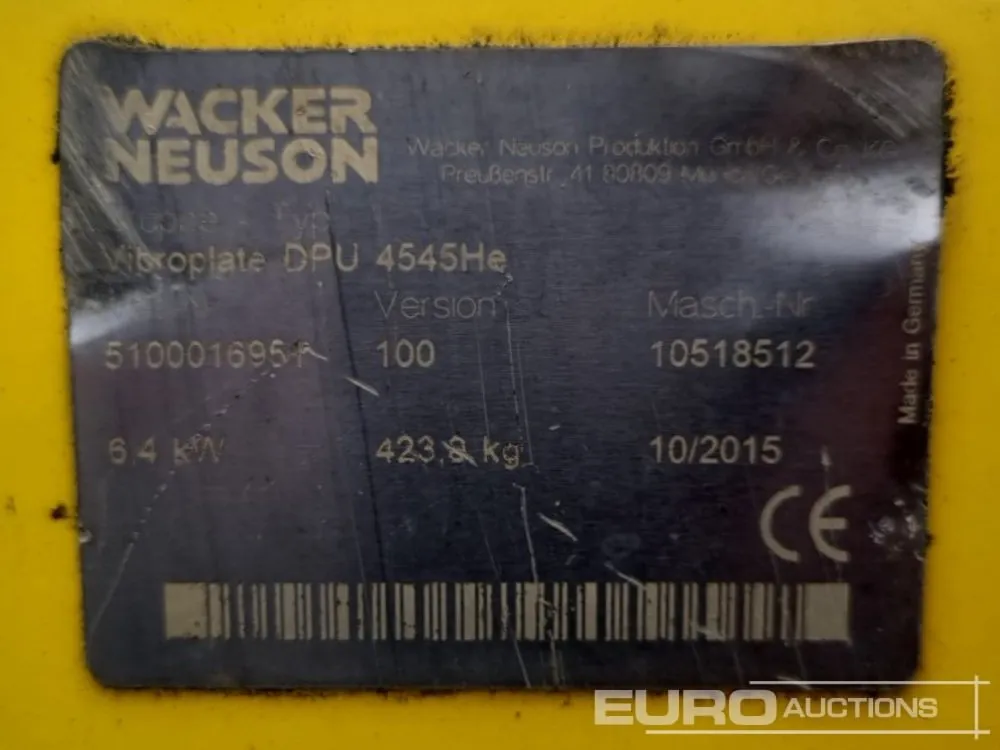 WACKER
NEUSON
Wacker Neuson Produktion GmbH & Co. KG
Preußenstr. 41 80809
Typ
Vibroplate DPU 4545He
Version
Masch.-Nr.
100
10518512
6,4 kW
423,8 kg
10/2015
Made in Germany
CE
EURO AUCTIONS